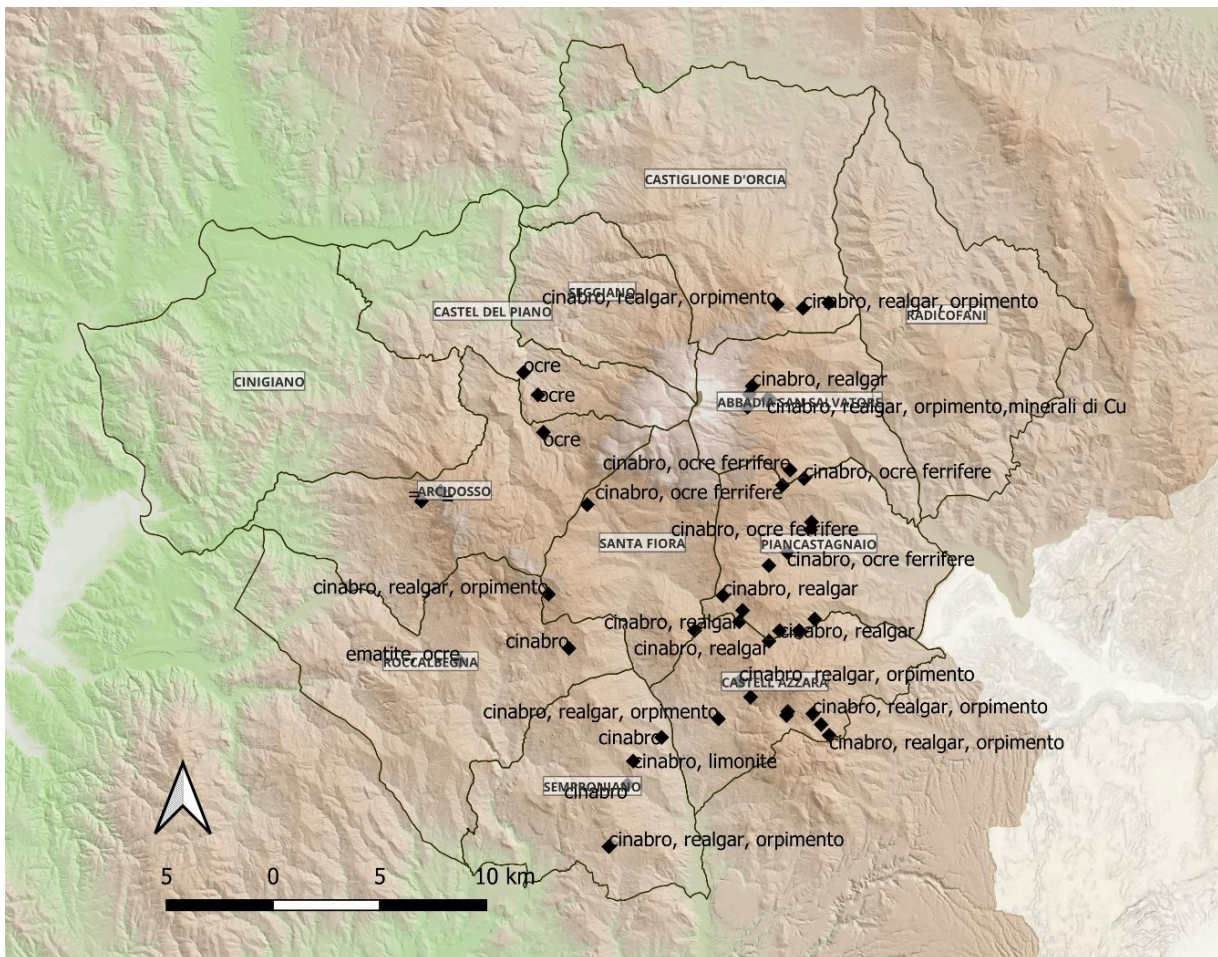 CASTIGLIONE D'ORCIA
SEGGIANO
cinabro, realgar, orpimento
cinabro, realgar, orpimento
CASTEL DEL PIANO
RADICOFANI
ocre
CINIGIANO
cinabro, realgar
ocre
ABBADIA SAN SALVATORE
cinabro, realgar, orpimento,minerali di Cu
ocre
cinabro, ocre ferrifere
cinabro, ocre ferrifere
ARCIDOSSO
cinabro, ocre ferrifere
cinabro, ocre ferrifere
SANTA FIORA
PIANCASTAGNAIO
cinabro, ocre ferrifere
cinabro, realgar, orpimento
cinabro, realgar
cinabro, realgar
cinabro, realgar
cinabro
cinabro, realgar
ematite, ocre
ROCCALBEGNA
cinabro, realgar, orpimento
CASTELL'AZZARA
cinabro, realgar, orpimento
cinabro, realgar, orpimento
cinabro
cinabro, realgar, orpimento
cinabro, limonite
SEMPRONIANO
cinabro
cinabro, realgar, orpimento
5 0 5 10 km